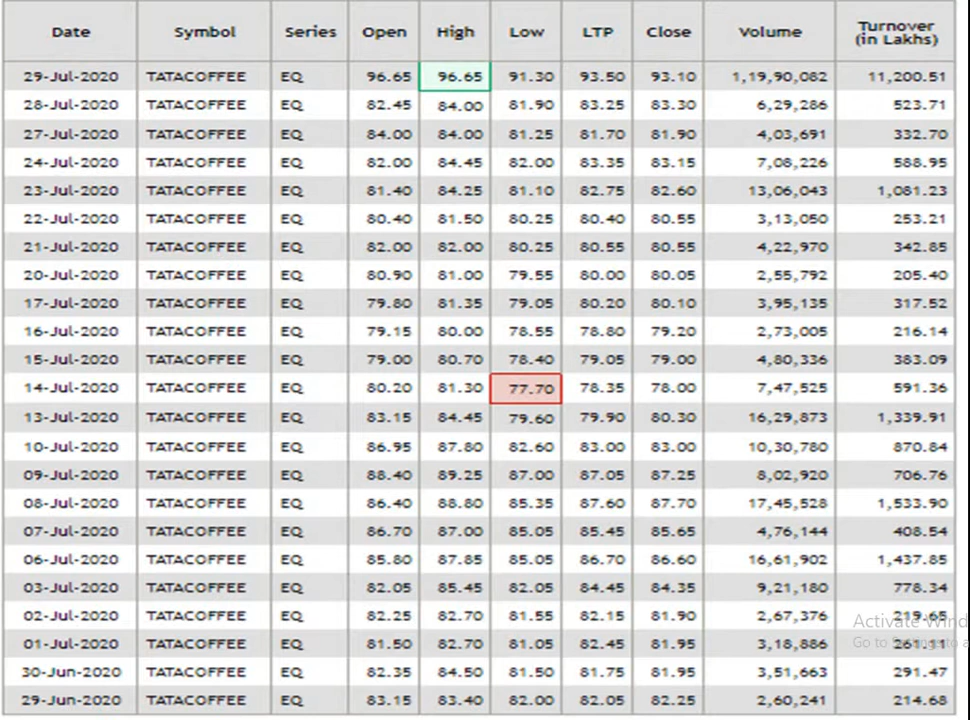 Date Symbol Series Open High Low LTP Close Volume Turnover (in Lakhs)
29-Jul-2020 TATACOFFEE EQ 96.65 96.65 91.30 93.50 93.10 1,19,90,082 11,200.51
28-Jul-2020 TATACOFFEE EQ 82.45 84.00 81.90 83.25 83.30 6,29,286 523.71
27-Jul-2020 TATACOFFEE EQ 84.00 84.00 81.25 81.70 81.90 4,03,691 332.70
24-Jul-2020 TATACOFFEE EQ 82.00 84.45 82.00 83.35 83.15 7,08,226 588.95
23-Jul-2020 TATACOFFEE EQ 81.40 84.25 81.10 82.75 82.60 13,06,043 1,081.23
22-Jul-2020 TATACOFFEE EQ 80.40 81.50 80.25 80.40 80.55 3,13,050 253.21
21-Jul-2020 TATACOFFEE EQ 82.00 82.00 80.25 80.55 80.55 4,22,970 342.85
20-Jul-2020 TATACOFFEE EQ 80.90 81.00 79.55 80.00 80.05 2,55,792 205.40
17-Jul-2020 TATACOFFEE EQ 79.80 81.35 79.05 80.20 80.10 3,95,135 317.52
16-Jul-2020 TATACOFFEE EQ 79.15 80.00 78.55 78.80 79.20 2,73,005 216.14
15-Jul-2020 TATACOFFEE EQ 79.00 80.70 78.40 79.05 79.00 4,80,336 383.09
14-Jul-2020 TATACOFFEE EQ 80.20 81.30 77.70 78.35 78.00 7,47,525 591.36
13-Jul-2020 TATACOFFEE EQ 83.15 84.45 79.60 79.90 80.30 16,29,873 1,339.91
10-Jul-2020 TATACOFFEE EQ 86.95 87.80 82.60 83.00 83.00 10,30,780 870.84
09-Jul-2020 TATACOFFEE EQ 88.40 89.25 87.00 87.05 87.25 8,02,920 706.76
08-Jul-2020 TATACOFFEE EQ 86.40 88.80 85.35 87.60 87.70 17,45,528 1,533.90
07-Jul-2020 TATACOFFEE EQ 86.70 87.00 85.05 85.45 85.65 4,76,144 408.54
06-Jul-2020 TATACOFFEE EQ 85.80 87.85 85.05 86.70 86.60 16,61,902 1,437.85
03-Jul-2020 TATACOFFEE EQ 82.05 85.45 82.05 84.45 84.35 9,21,180 778.34
02-Jul-2020 TATACOFFEE EQ 82.25 82.70 81.55 82.15 81.90 2,67,376 219.65
Activate Wind
01-Jul-2020 TATACOFFEE EQ 81.50 82.70 81.05 82.45 81.95 3,18,886
Go to
30-Jun-2020 TATACOFFEE EQ 82.35 84.50 81.50 81.75 81.95 3,51,663 291.47
29-Jun-2020 TATACOFFEE EQ 83.15 83.40 82.00 82.05 82.25 2,60,241 214.68